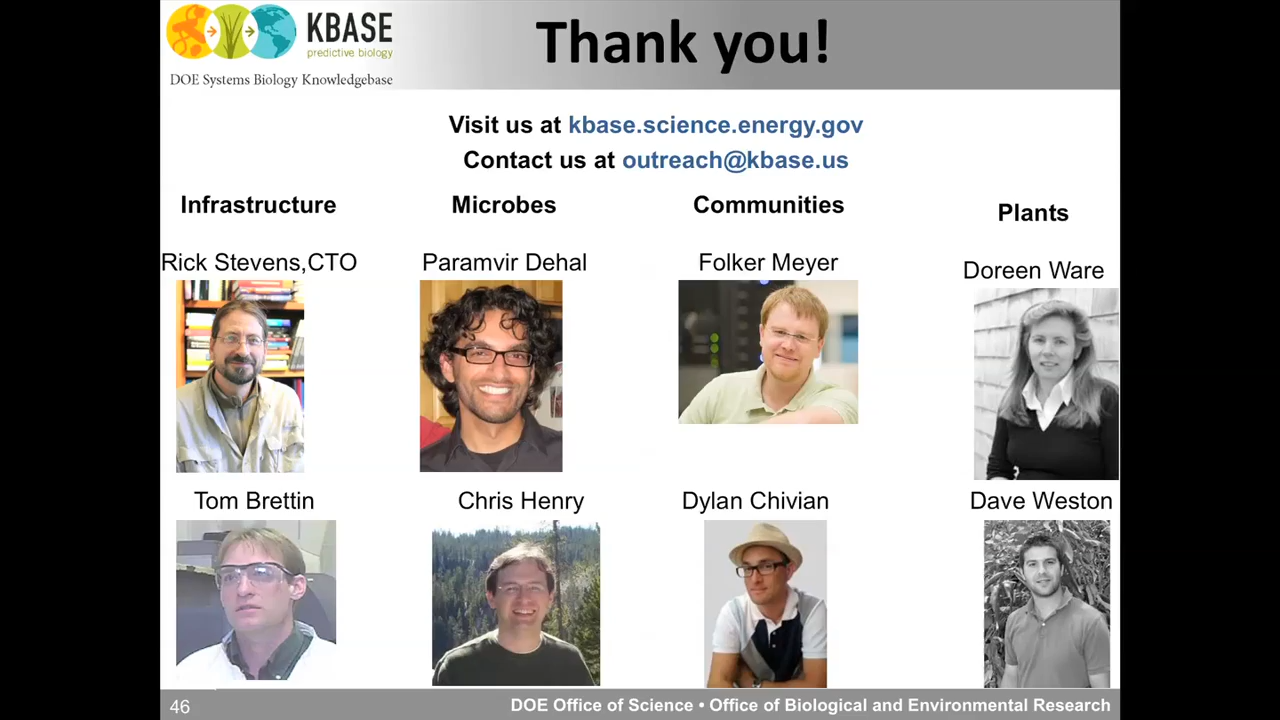 KBASE
predictive biology
DOE Systems Biology Knowledgebase
Thank you!
Visit us at kbase.science.energy.gov
Contact us at outreach@kbase.us
Infrastructure
Microbes
Communities
Plants
Rick Stevens,CTO
Paramvir Dehal
Folker Meyer
Doreen Ware
Tom Brettin
Chris Henry
Dylan Chivian
Dave Weston
46
DOE Office of Science • Office of Biological and Environmental Research